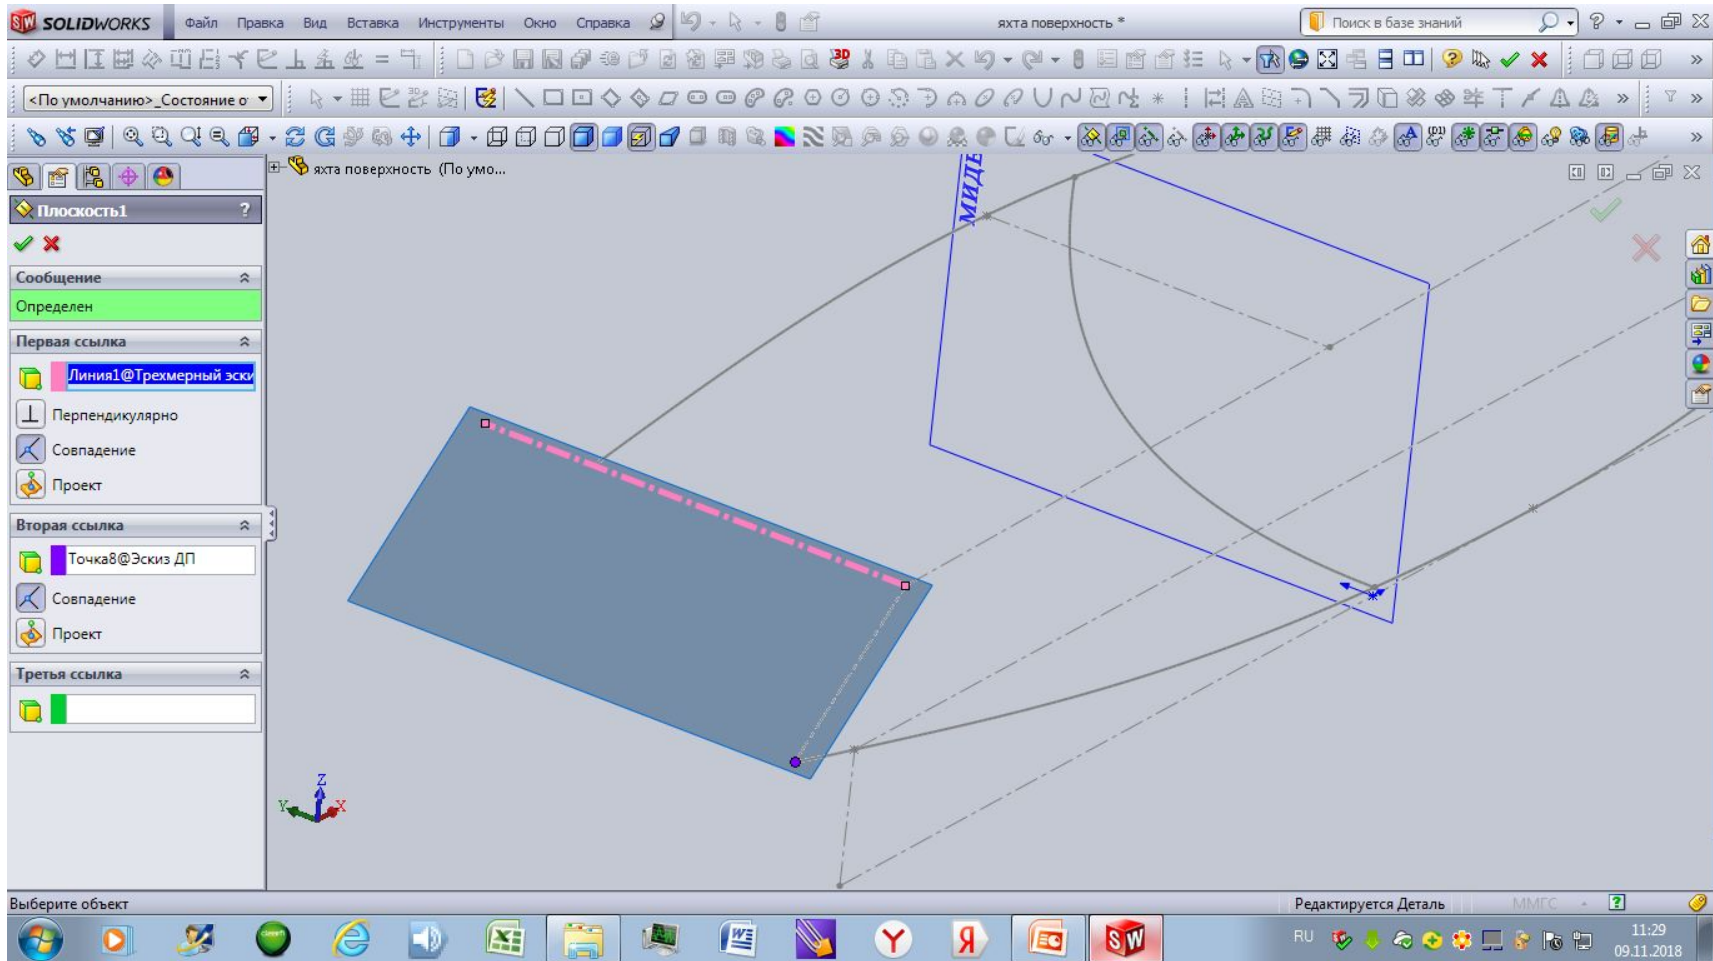 SOLIDWORKS Файл Правка Вид Вставка Инструменты Окно Справка яхта поверхность * Поиск в базе знаний
3D
<По умолчанию>_Состояние о
яхта поверхность (По умо...
МИДЕ
Плоскость1 ?
Сообщение
Определен
Первая ссылка
Линия1@Трехмерный эски
Перпендикулярно
Совпадение
Проект
Вторая ссылка
Точка8@Эскиз ДП
Совпадение
Проект
Третья ссылка
Z
Y X
Выберите объект Редактируется Деталь ММГС
RU 11:29
09.11.2018